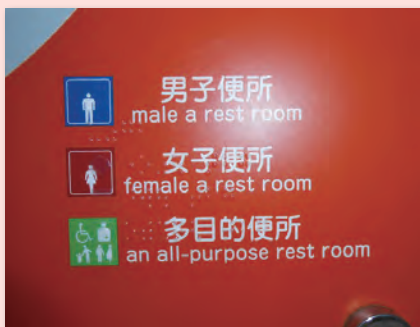 男子便所
male a rest room
女子便所
female a rest room
多目的便所
an all-purpose rest room